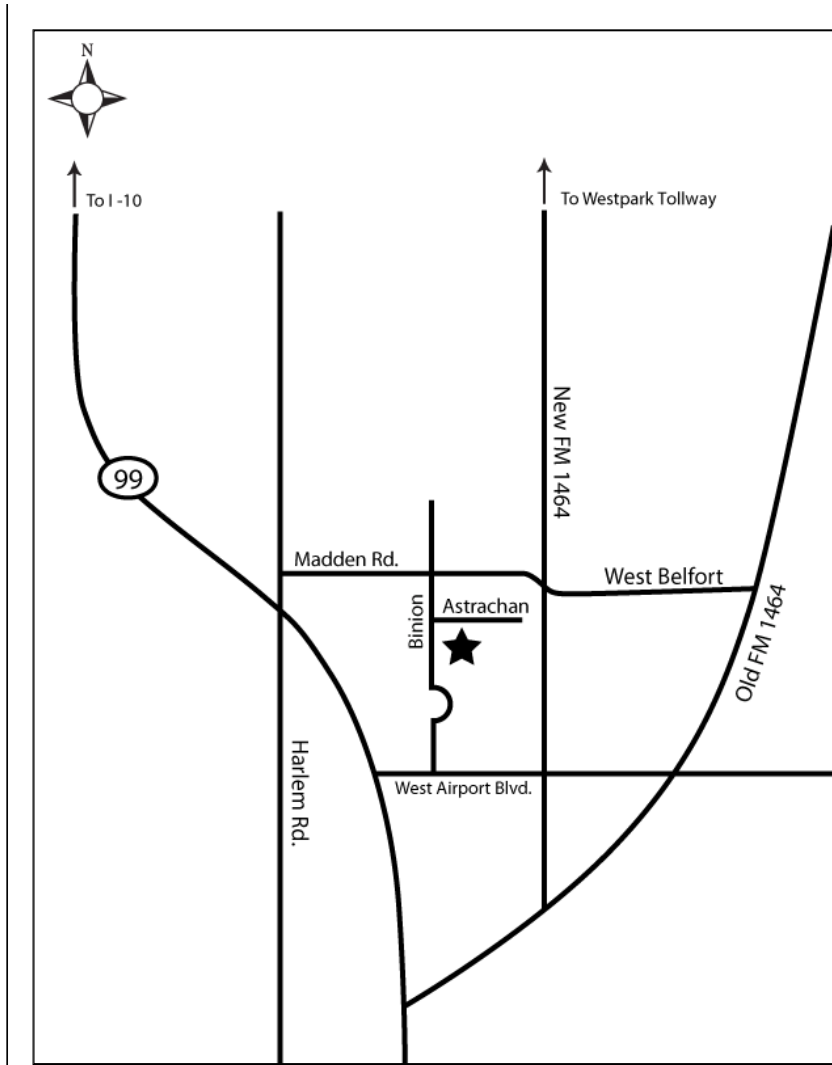 N
To I -10
To Westpark Tollway
New FM 1464
99
Madden Rd.
West Belfort
Astrachan
Binion
Old FM 1464
Harlem Rd.
West Airport Blvd.